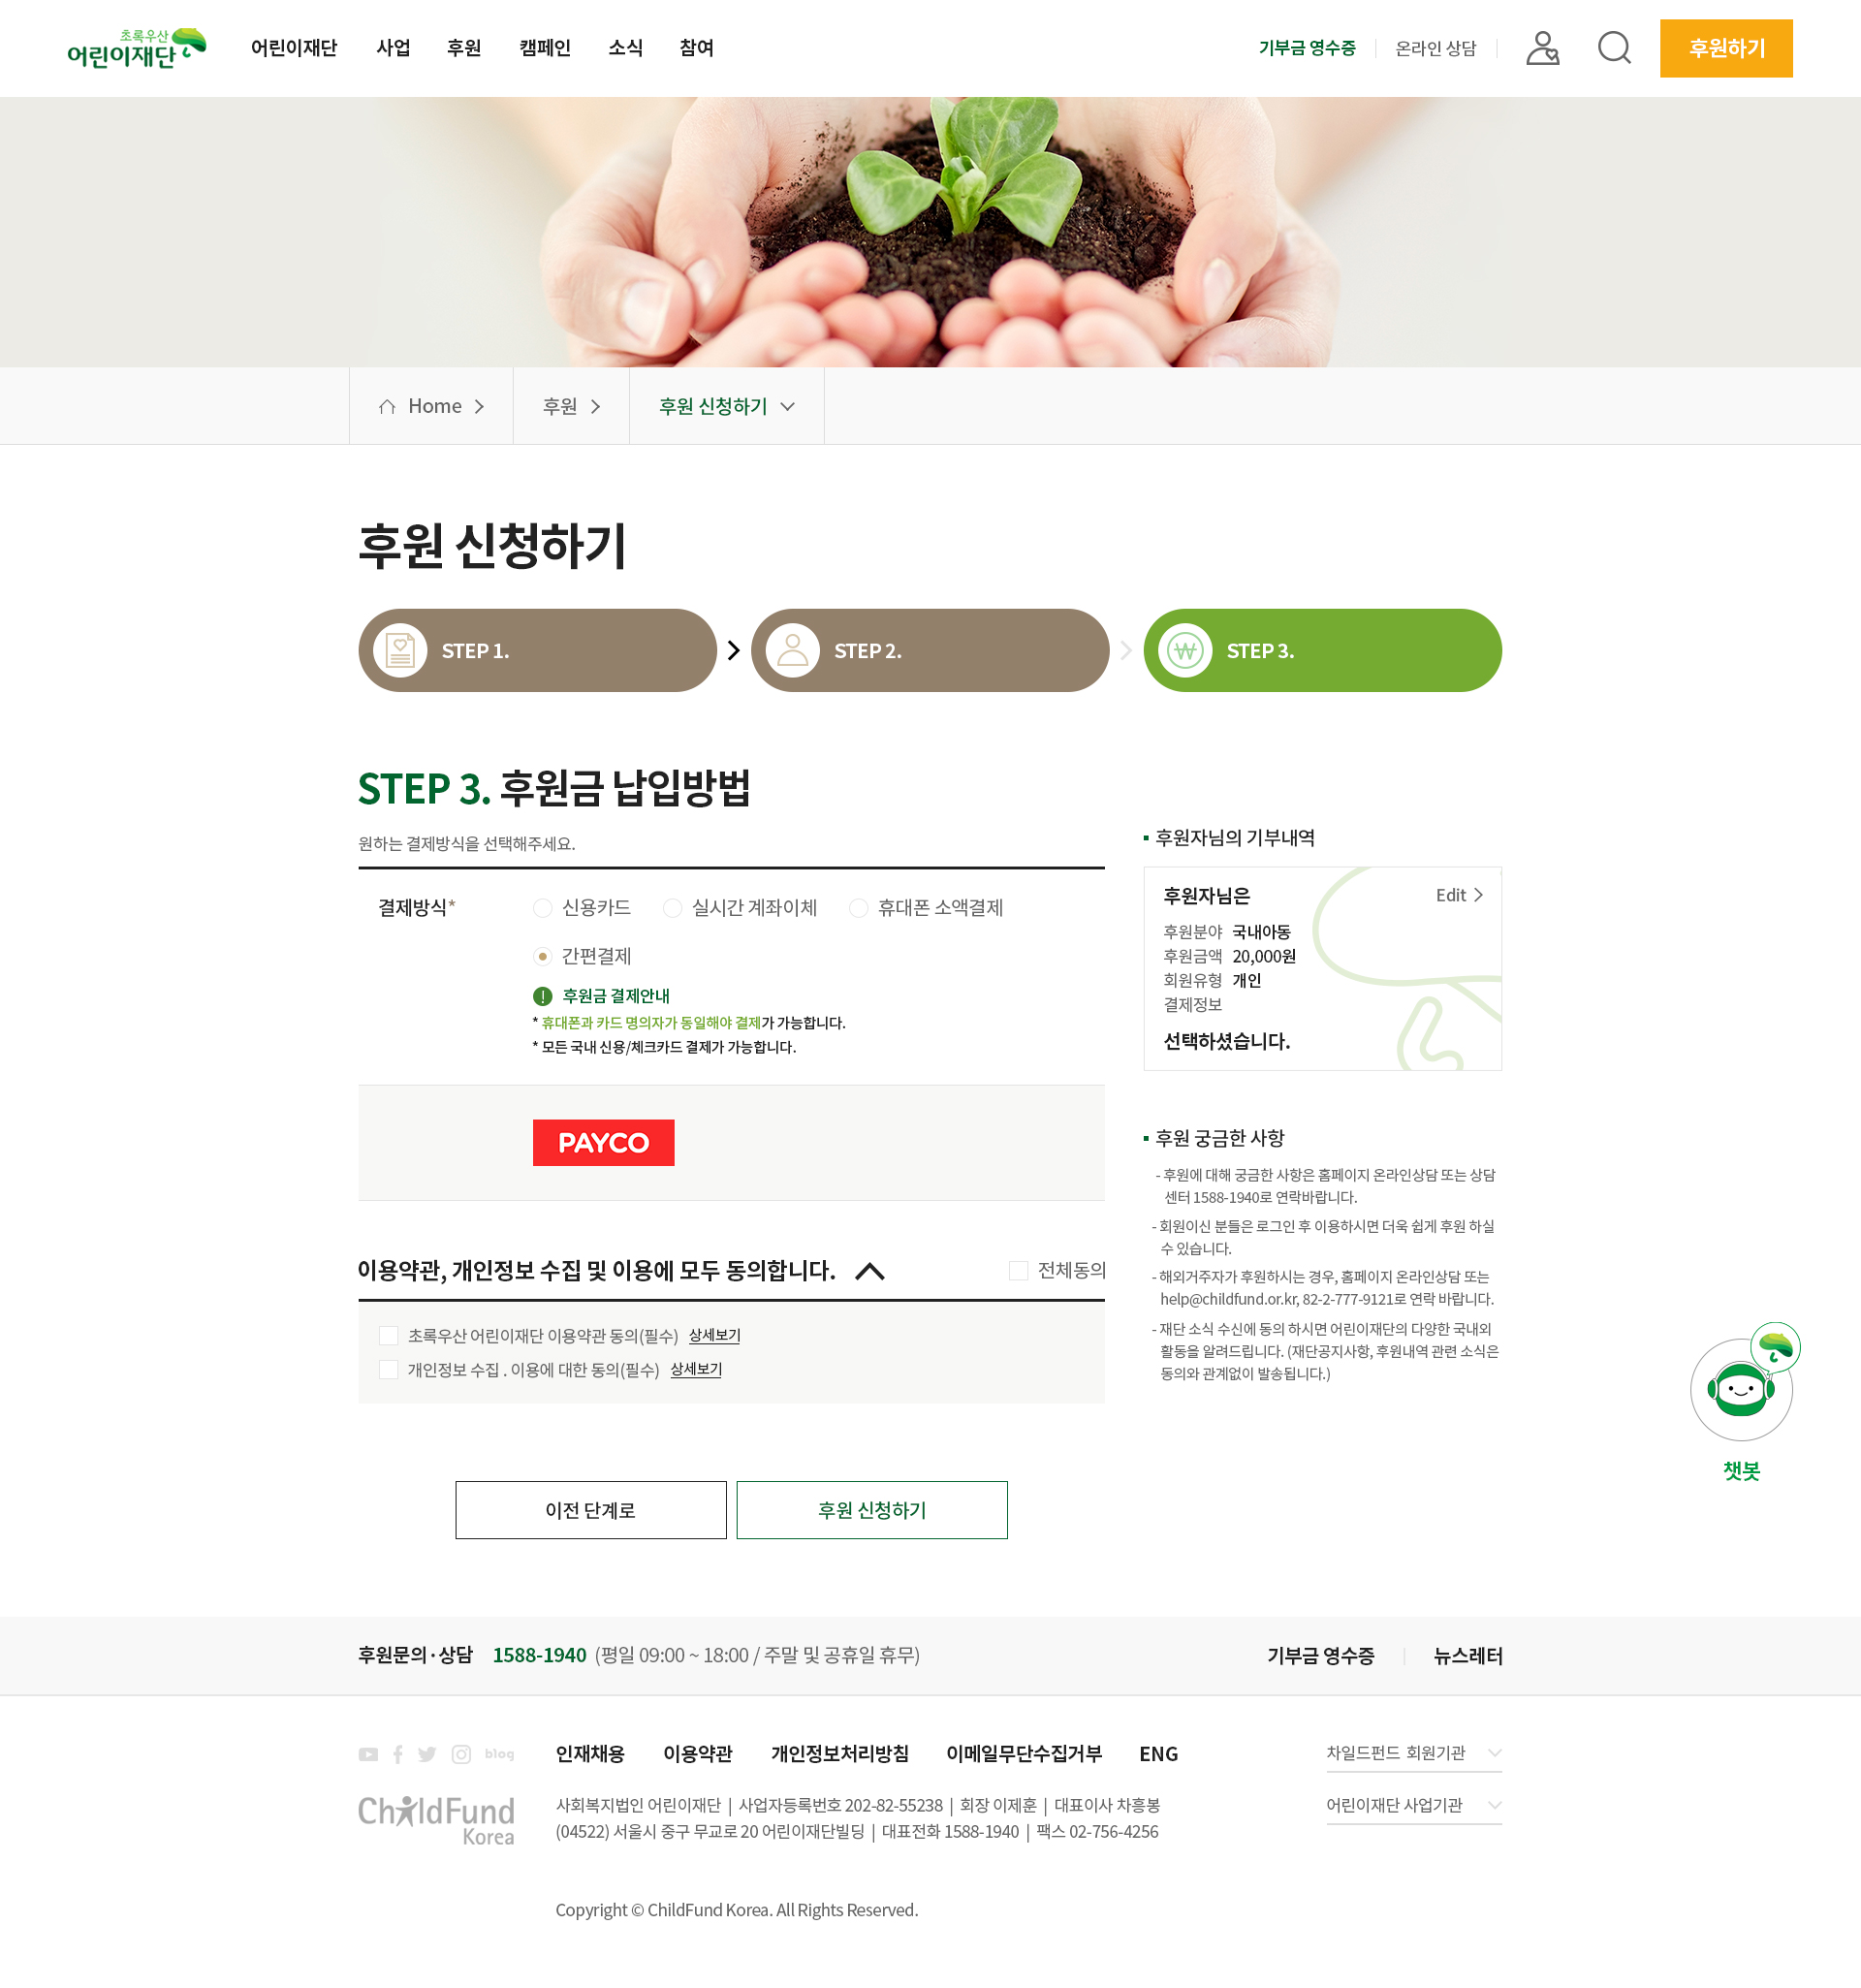 초록우산
어린이재단
어린이재단 사업 후원 캠페인 소식 참여
기부금 영수증 온라인 상담 후원하기
Home 후원 후원 신청하기
후원 신청하기
STEP 1. STEP 2. STEP 3.
STEP 3. 후원금 납입방법
원하는 결제방식을 선택해주세요.
결제방식* 신용카드 실시간 계좌이체 휴대폰 소액결제
간편결제
! 후원금 결제안내
* 휴대폰과 카드 명의자가 동일해야 결제가 가능합니다.
* 모든 국내 신용/체크카드 결제가 가능합니다.
PAYCO
이용약관, 개인정보 수집 및 이용에 모두 동의합니다. 전체동의
초록우산 어린이재단 이용약관 동의(필수) 상세보기
개인정보 수집 . 이용에 대한 동의(필수) 상세보기
이전 단계로 후원 신청하기
후원자님의 기부내역
후원자님은 Edit
후원분야 국내아동
후원금액 20,000원
회원유형 개인
결제정보
선택하셨습니다.
후원 궁금한 사항
- 후원에 대해 궁금한 사항은 홈페이지 온라인상담 또는 상담
센터 1588-1940로 연락바랍니다.
- 회원이신 분들은 로그인 후 이용하시면 더욱 쉽게 후원 하실
수 있습니다.
- 해외거주자가 후원하시는 경우, 홈페이지 온라인상담 또는
help@childfund.or.kr, 82-2-777-9121로 연락 바랍니다.
- 재단 소식 수신에 동의 하시면 어린이재단의 다양한 국내외
활동을 알려드립니다. (재단공지사항, 후원내역 관련 소식은
동의와 관계없이 발송됩니다.)
챗봇
후원문의·상담 1588-1940 (평일 09:00 ~ 18:00 / 주말 및 공휴일 휴무) 기부금 영수증 | 뉴스레터
blog 인재채용 이용약관 개인정보처리방침 이메일무단수집거부 ENG 차일드펀드 회원기관
ChildFund
Korea
사회복지법인 어린이재단 | 사업자등록번호 202-82-55238 | 회장 이제훈 | 대표이사 차흥봉 어린이재단 사업기관
(04522) 서울시 중구 무교로 20 어린이재단빌딩 | 대표전화 1588-1940 | 팩스 02-756-4256
Copyright © ChildFund Korea. All Rights Reserved.